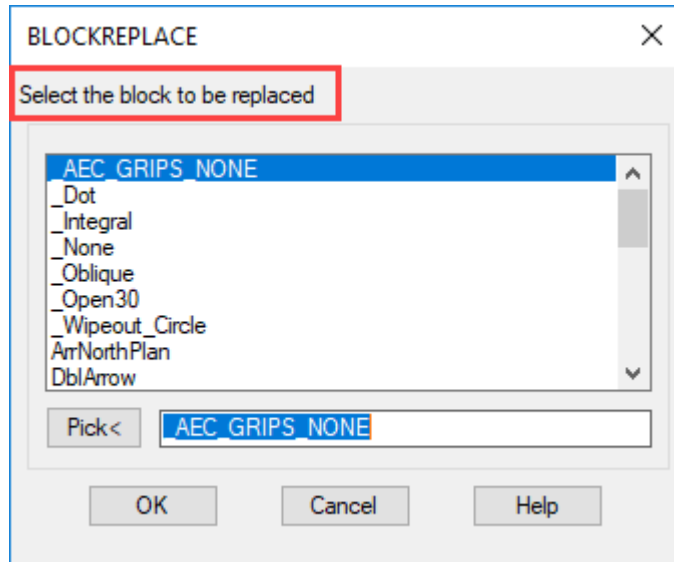 BLOCKREPLACE
Select the block to be replaced
_AEC_GRIPS_NONE
_Dot
_Integral
_None
_Oblique
_Open30
_Wipeout_Circle
ArrNorthPlan
DblArrow
Pick< _AEC_GRIPS_NONE
OK Cancel Help